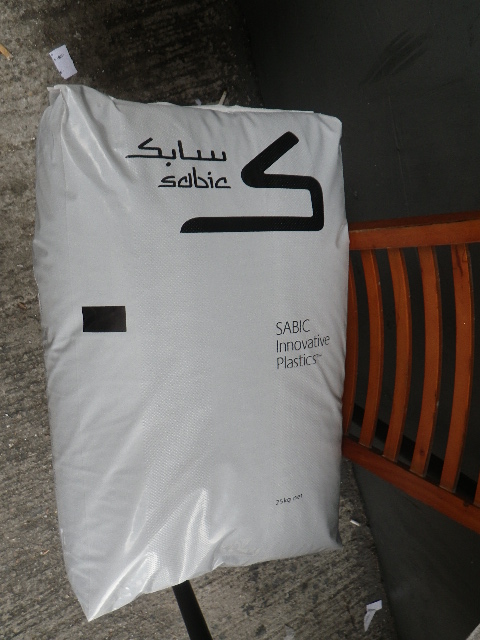 سابك
sabic
ك
SABIC
Innovative
Plastics™
25kg net